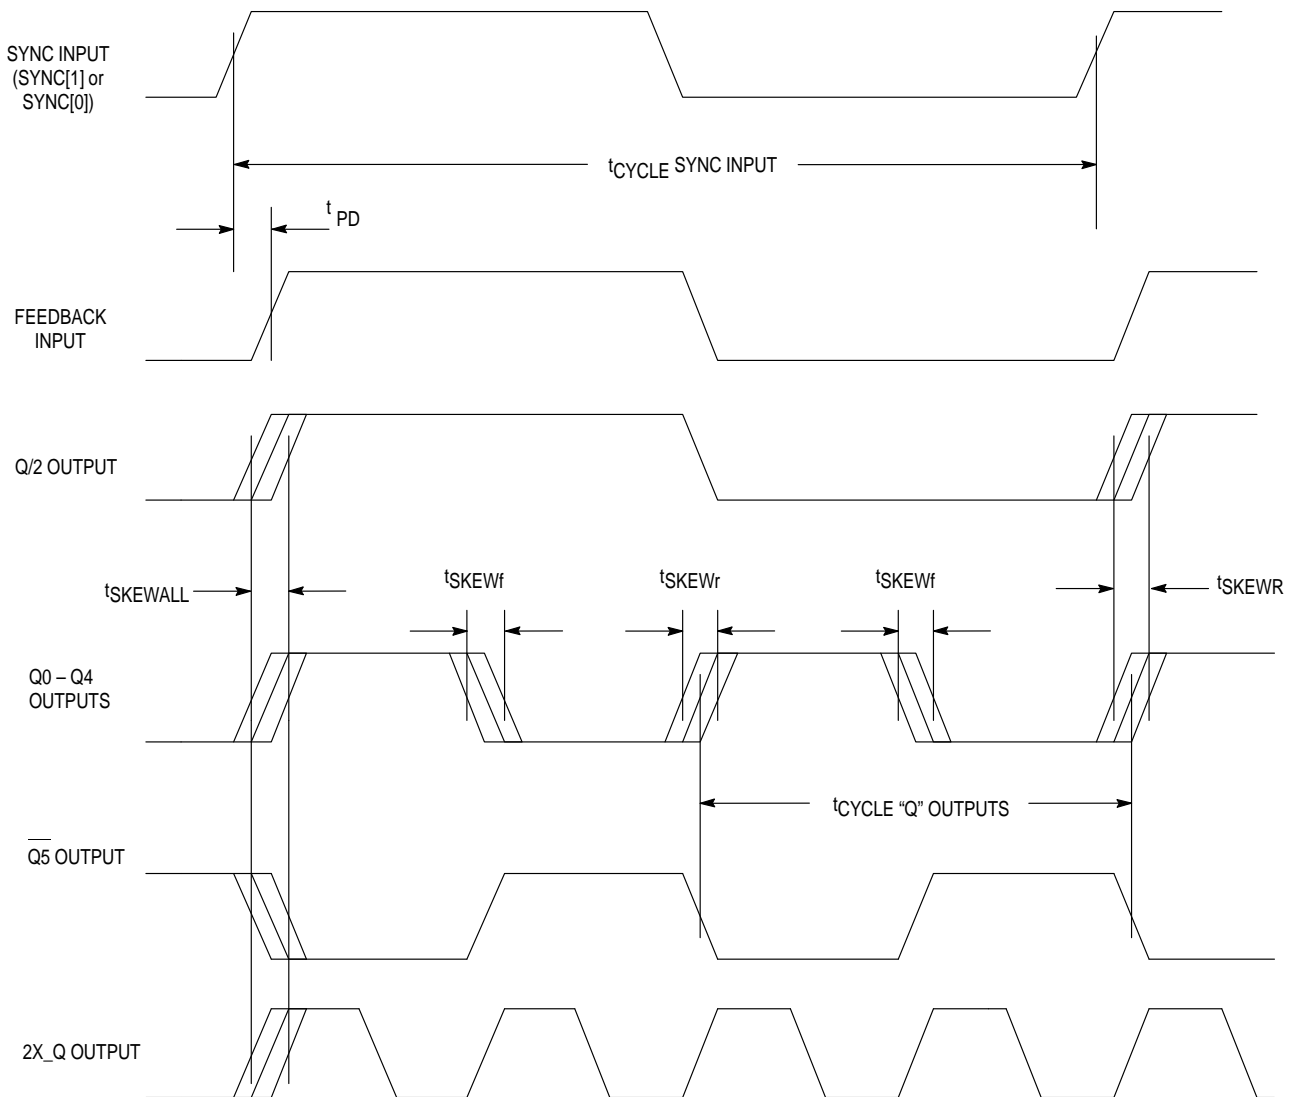 SYNC INPUT
(SYNC[1] or
SYNC[0])
tCYCLE SYNC INPUT
t PD
FEEDBACK
INPUT
Q/2 OUTPUT
tSKEWALL
tSKEWf
tSKEWr
tSKEWf
tSKEWR
Q0 – Q4
OUTPUTS
tCYCLE “Q” OUTPUTS
Q5 OUTPUT
2X_Q OUTPUT